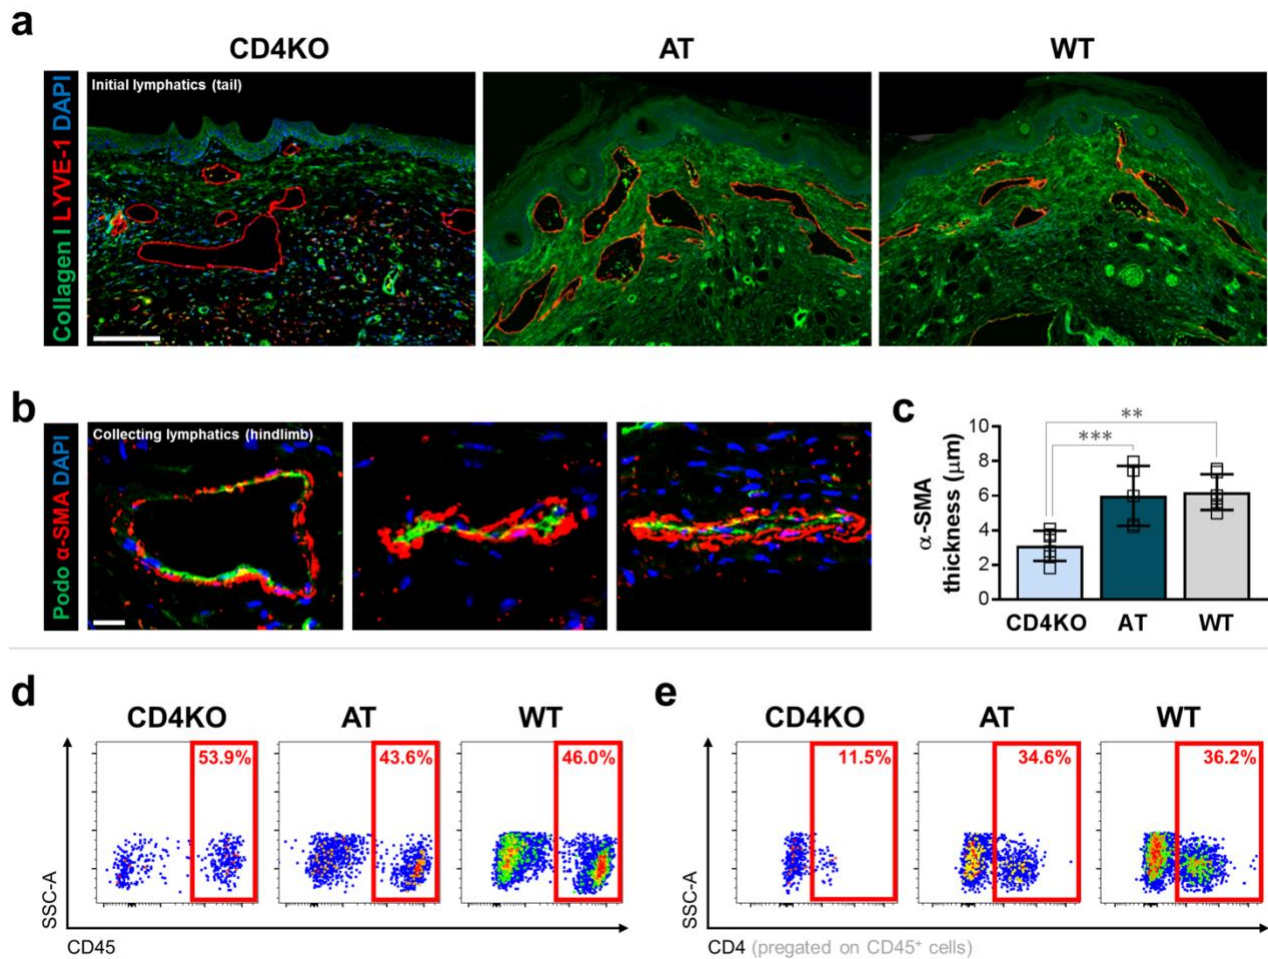 a
CD4KO AT WT
Collagen I LYVE-1 DAPI
Initial lymphatics (tail)
b
Podo α-SMA DAPI
Collecting lymphatics (hindlimb)
c
α-SMA
thickness (μm)
10
8
6
4
2
0
**
***
CD4KO AT WT
d
CD4KO AT WT
53.9% 43.6% 46.0%
SSC-A
CD45
e
CD4KO AT WT
11.5% 34.6% 36.2%
SSC-A
CD4 (pregated on CD45⁺ cells)